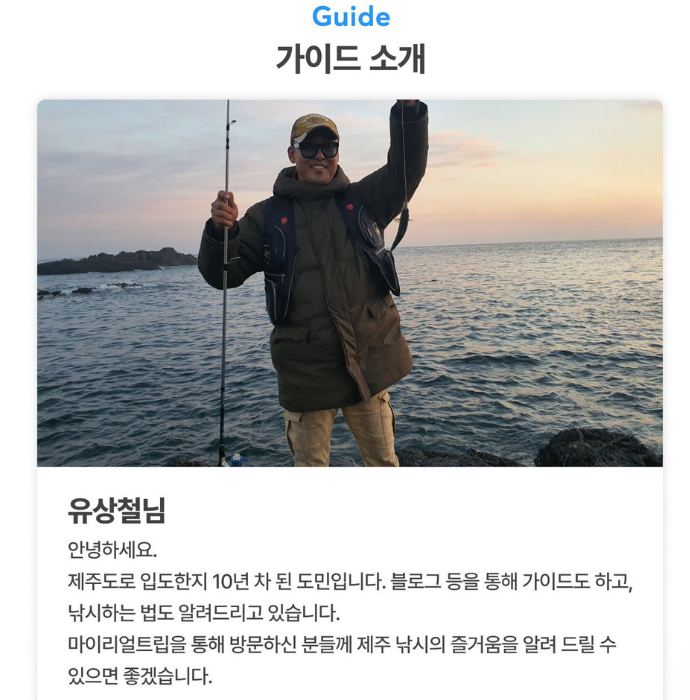 Guide
가이드 소개
유상철님
안녕하세요.
제주도로 입도한지 10년 차 된 도민입니다. 블로그 등을 통해 가이드도 하고,
낚시하는 법도 알려드리고 있습니다.
마이리얼트립을 통해 방문하신 분들께 제주 낚시의 즐거움을 알려 드릴 수
있으면 좋겠습니다.